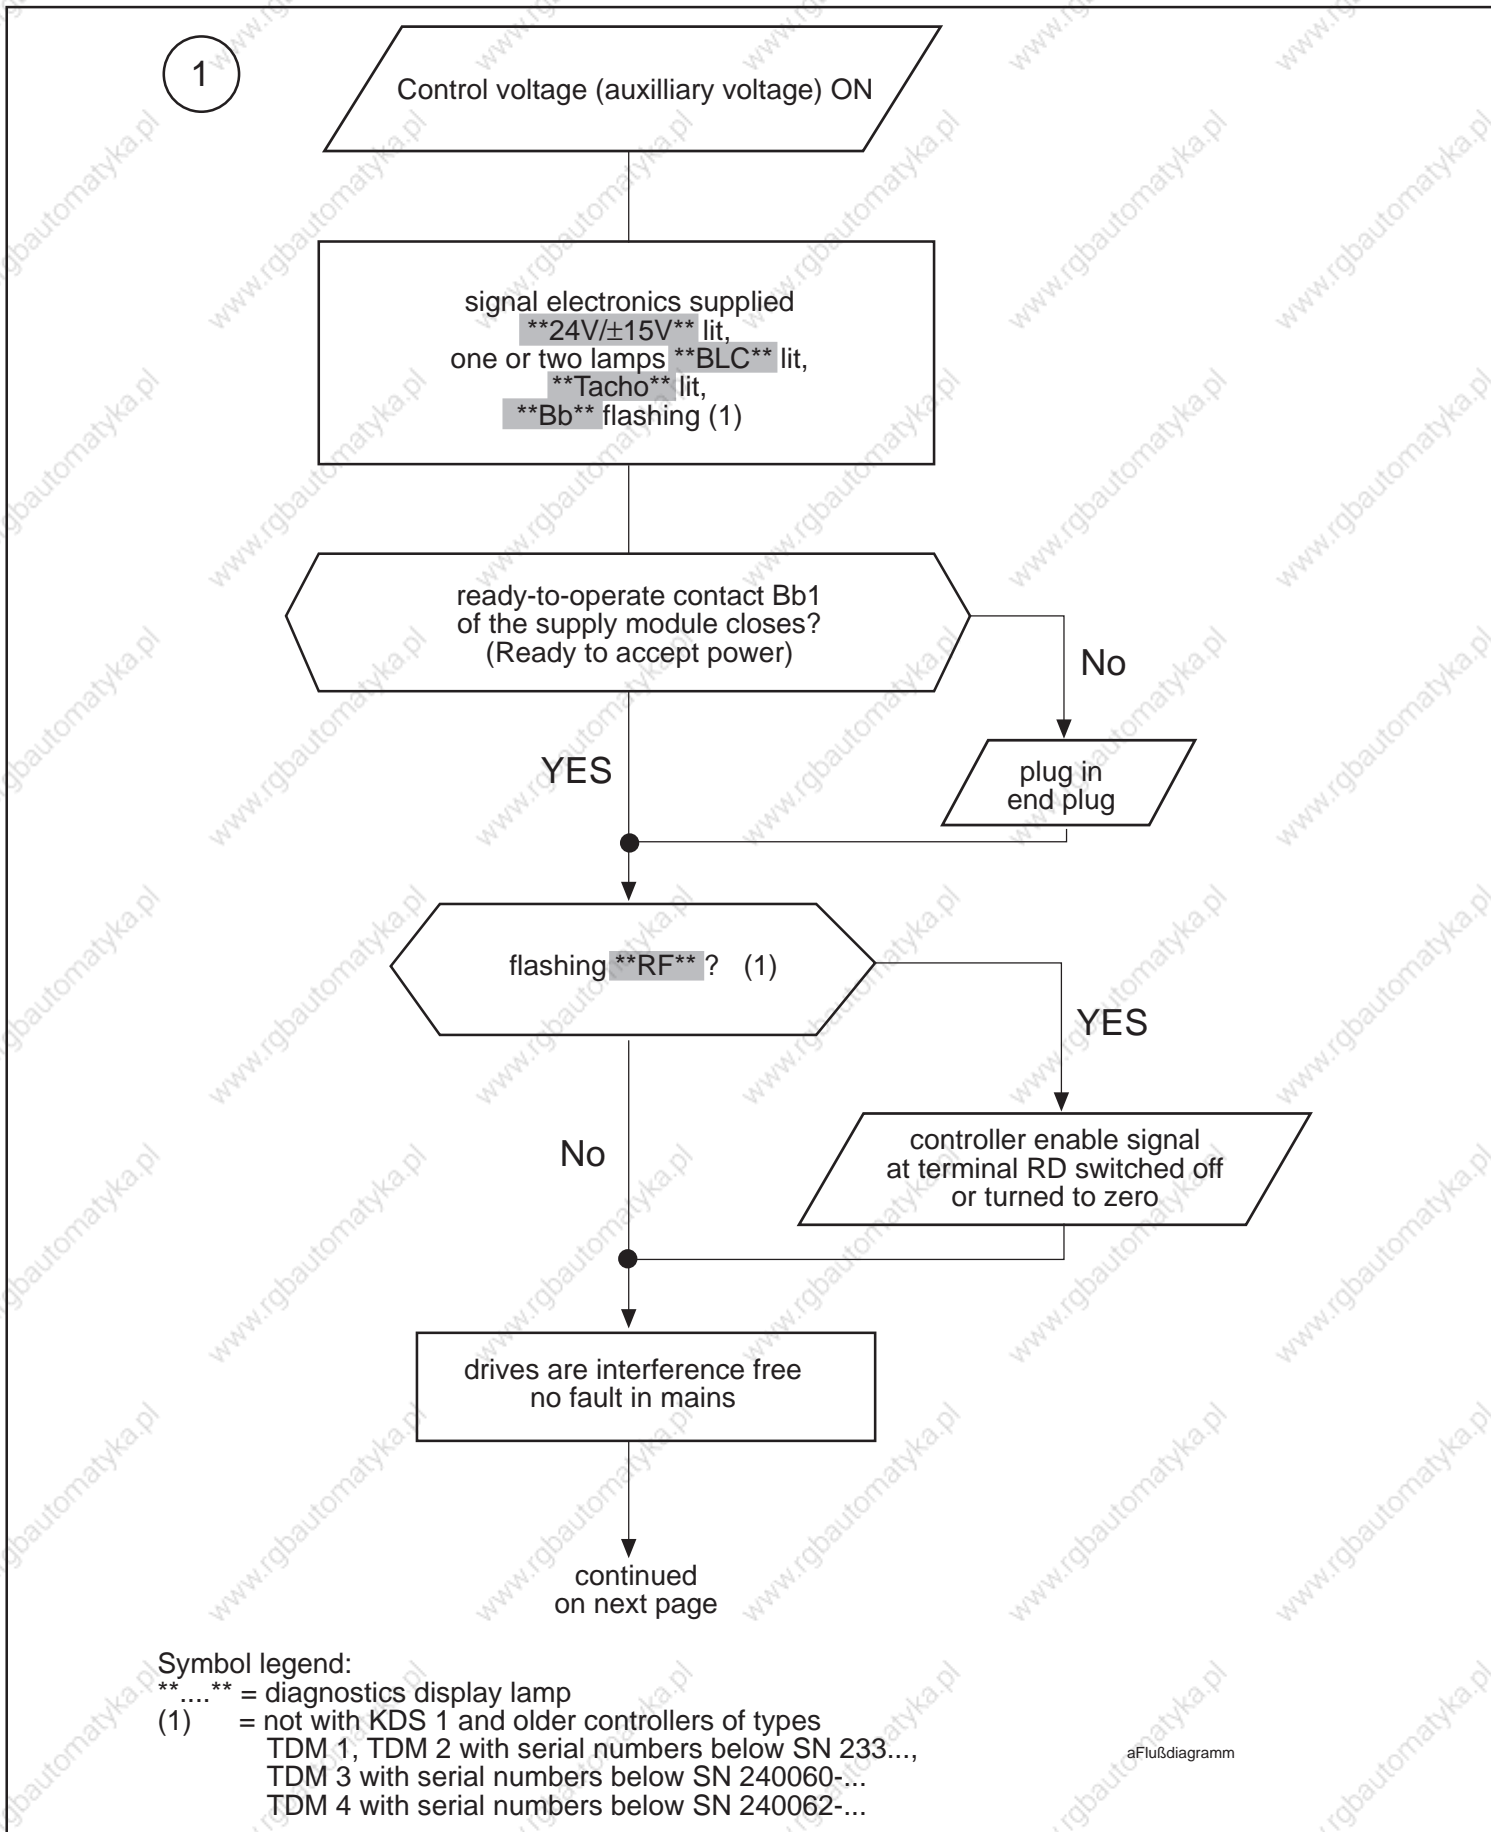 1
Control voltage (auxilliary voltage) ON
signal electronics supplied
**24V/±15V** lit,
one or two lamps **BLC** lit,
**Tacho** lit,
**Bb** flashing (1)
ready-to-operate contact Bb1
of the supply module closes?
(Ready to accept power)
No
YES
plug in
end plug
flashing **RF** ? (1)
YES
No
controller enable signal
at terminal RD switched off
or turned to zero
drives are interference free
no fault in mains
continued
on next page
Symbol legend:
**....** = diagnostics display lamp
(1) = not with KDS 1 and older controllers of types
TDM 1, TDM 2 with serial numbers below SN 233...,
TDM 3 with serial numbers below SN 240060-...
TDM 4 with serial numbers below SN 240062-...
aFlußdiagramm
www.rgbautomatyka.pl